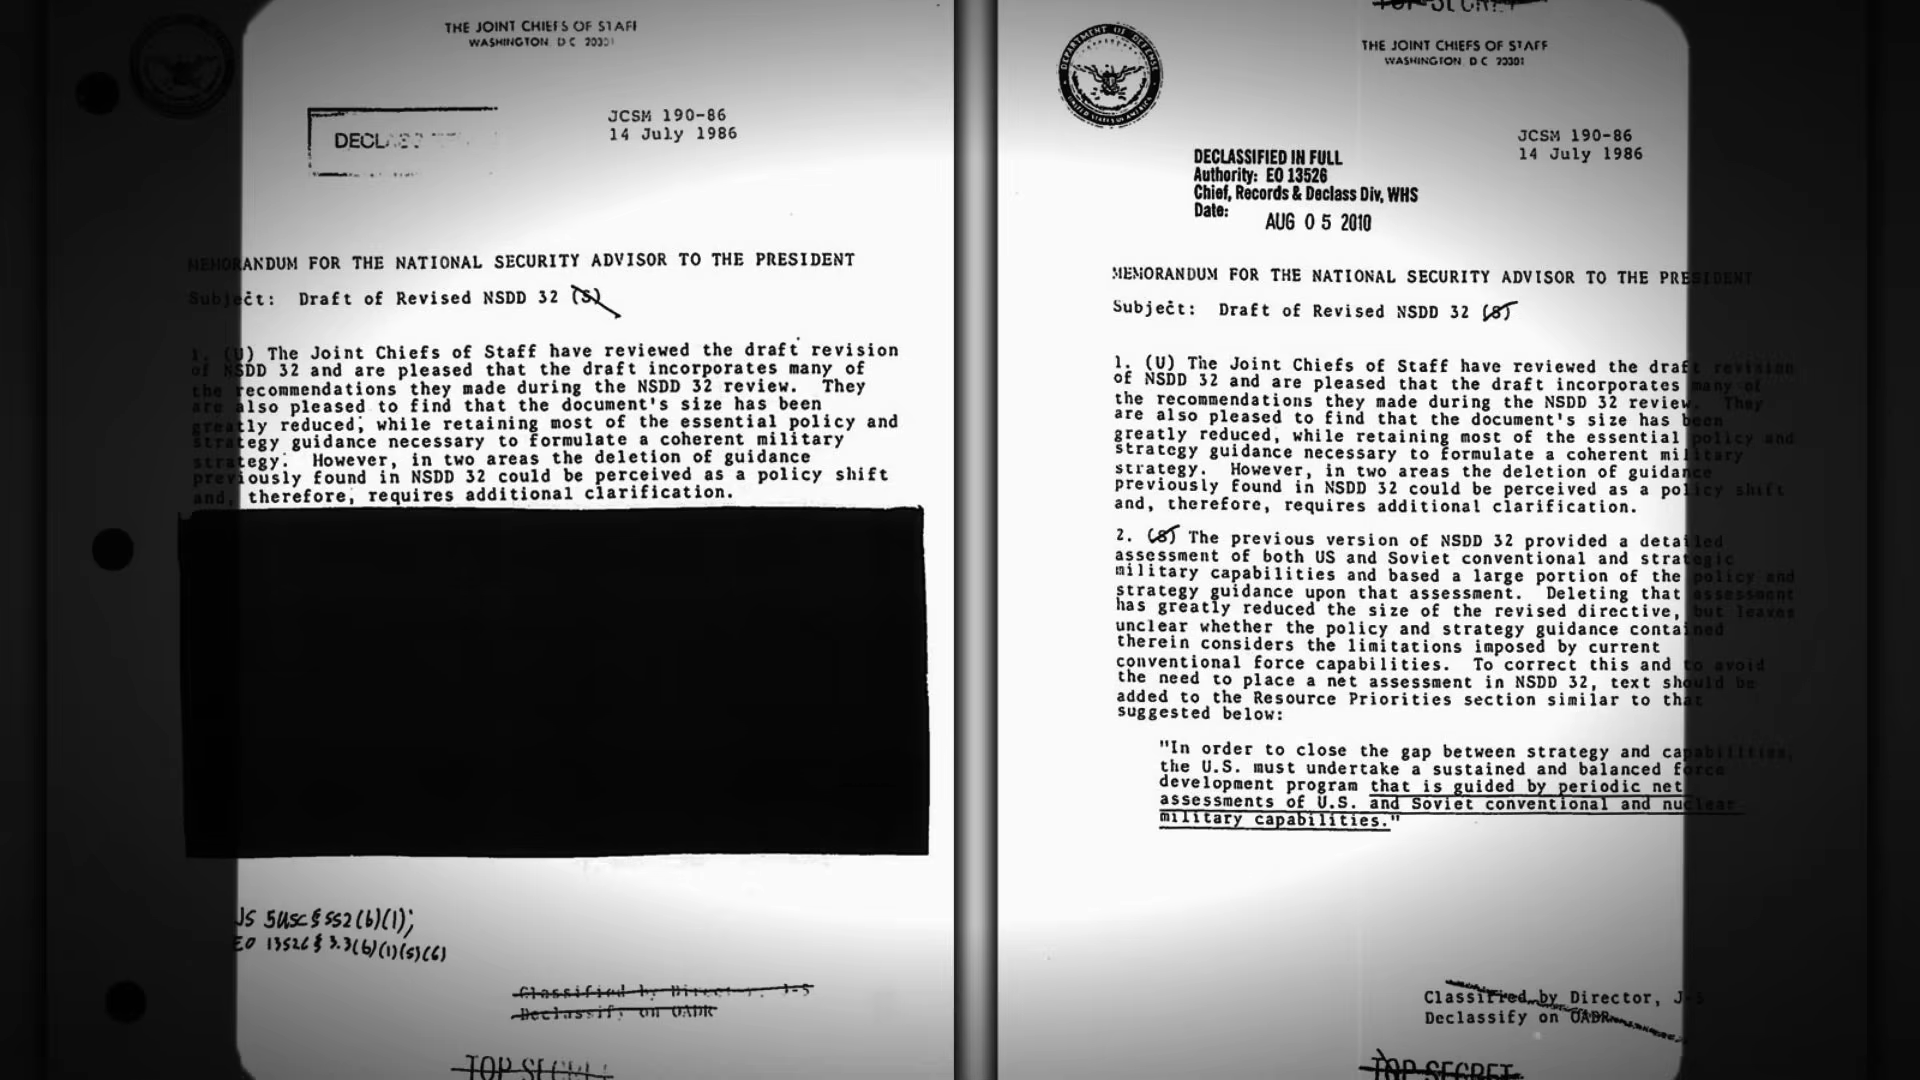 THE JOINT CHIEFS OF STAFF
WASHINGTON, D C 20301
JCSM 190-86
14 July 1986
MEMORANDUM FOR THE NATIONAL SECURITY ADVISOR TO THE PRESIDENT
Subject: Draft of Revised NSDD 32 (S)
1. (U) The Joint Chiefs of Staff have reviewed the draft revision
of NSDD 32 and are pleased that the draft incorporates many of
the recommendations they made during the NSDD 32 review. They
are also pleased to find that the document's size has been
greatly reduced, while retaining most of the essential policy and
strategy guidance necessary to formulate a coherent military
strategy. However, in two areas the deletion of guidance
previously found in NSDD 32 could be perceived as a policy shift
and, therefore, requires additional clarification.
JS 5USC § 552 (b)(1);
EO 13526 § 3.3(b)(1)(5)(6)
Classified by Director, J-5
Declassify on OADR
TOP SECRET
TOP SECRET
THE JOINT CHIEFS OF STAFF
WASHINGTON, D C 20301
DEPARTMENT OF DEFENSE
UNITED STATES OF AMERICA
JCSM 190-86
14 July 1986
DECLASSIFIED IN FULL
Authority: EO 13526
Chief, Records & Declass Div, WHS
Date:
AUG 05 2010
MEMORANDUM FOR THE NATIONAL SECURITY ADVISOR TO THE PRESIDENT
Subject: Draft of Revised NSDD 32 (S)
1. (U) The Joint Chiefs of Staff have reviewed the draft revision
of NSDD 32 and are pleased that the draft incorporates many of
the recommendations they made during the NSDD 32 review. They
are also pleased to find that the document's size has been
greatly reduced, while retaining most of the essential policy and
strategy guidance necessary to formulate a coherent military
strategy. However, in two areas the deletion of guidance
previously found in NSDD 32 could be perceived as a policy shift
and, therefore, requires additional clarification.
2. (S) The previous version of NSDD 32 provided a detailed
assessment of both US and Soviet conventional and strategic
military capabilities and based a large portion of the policy and
strategy guidance upon that assessment. Deleting that assessment
has greatly reduced the size of the revised directive, but leaves
unclear whether the policy and strategy guidance contained
therein considers the limitations imposed by current
conventional force capabilities. To correct this and to avoid
the need to place a net assessment in NSDD 32, text should be
added to the Resource Priorities section similar to that
suggested below:
"In order to close the gap between strategy and capabilities,
the U.S. must undertake a sustained and balanced force
development program that is guided by periodic net
assessments of U.S. and Soviet conventional and nuclear
military capabilities."
Classified by Director, J-5
Declassify on OADR
TOP SECRET